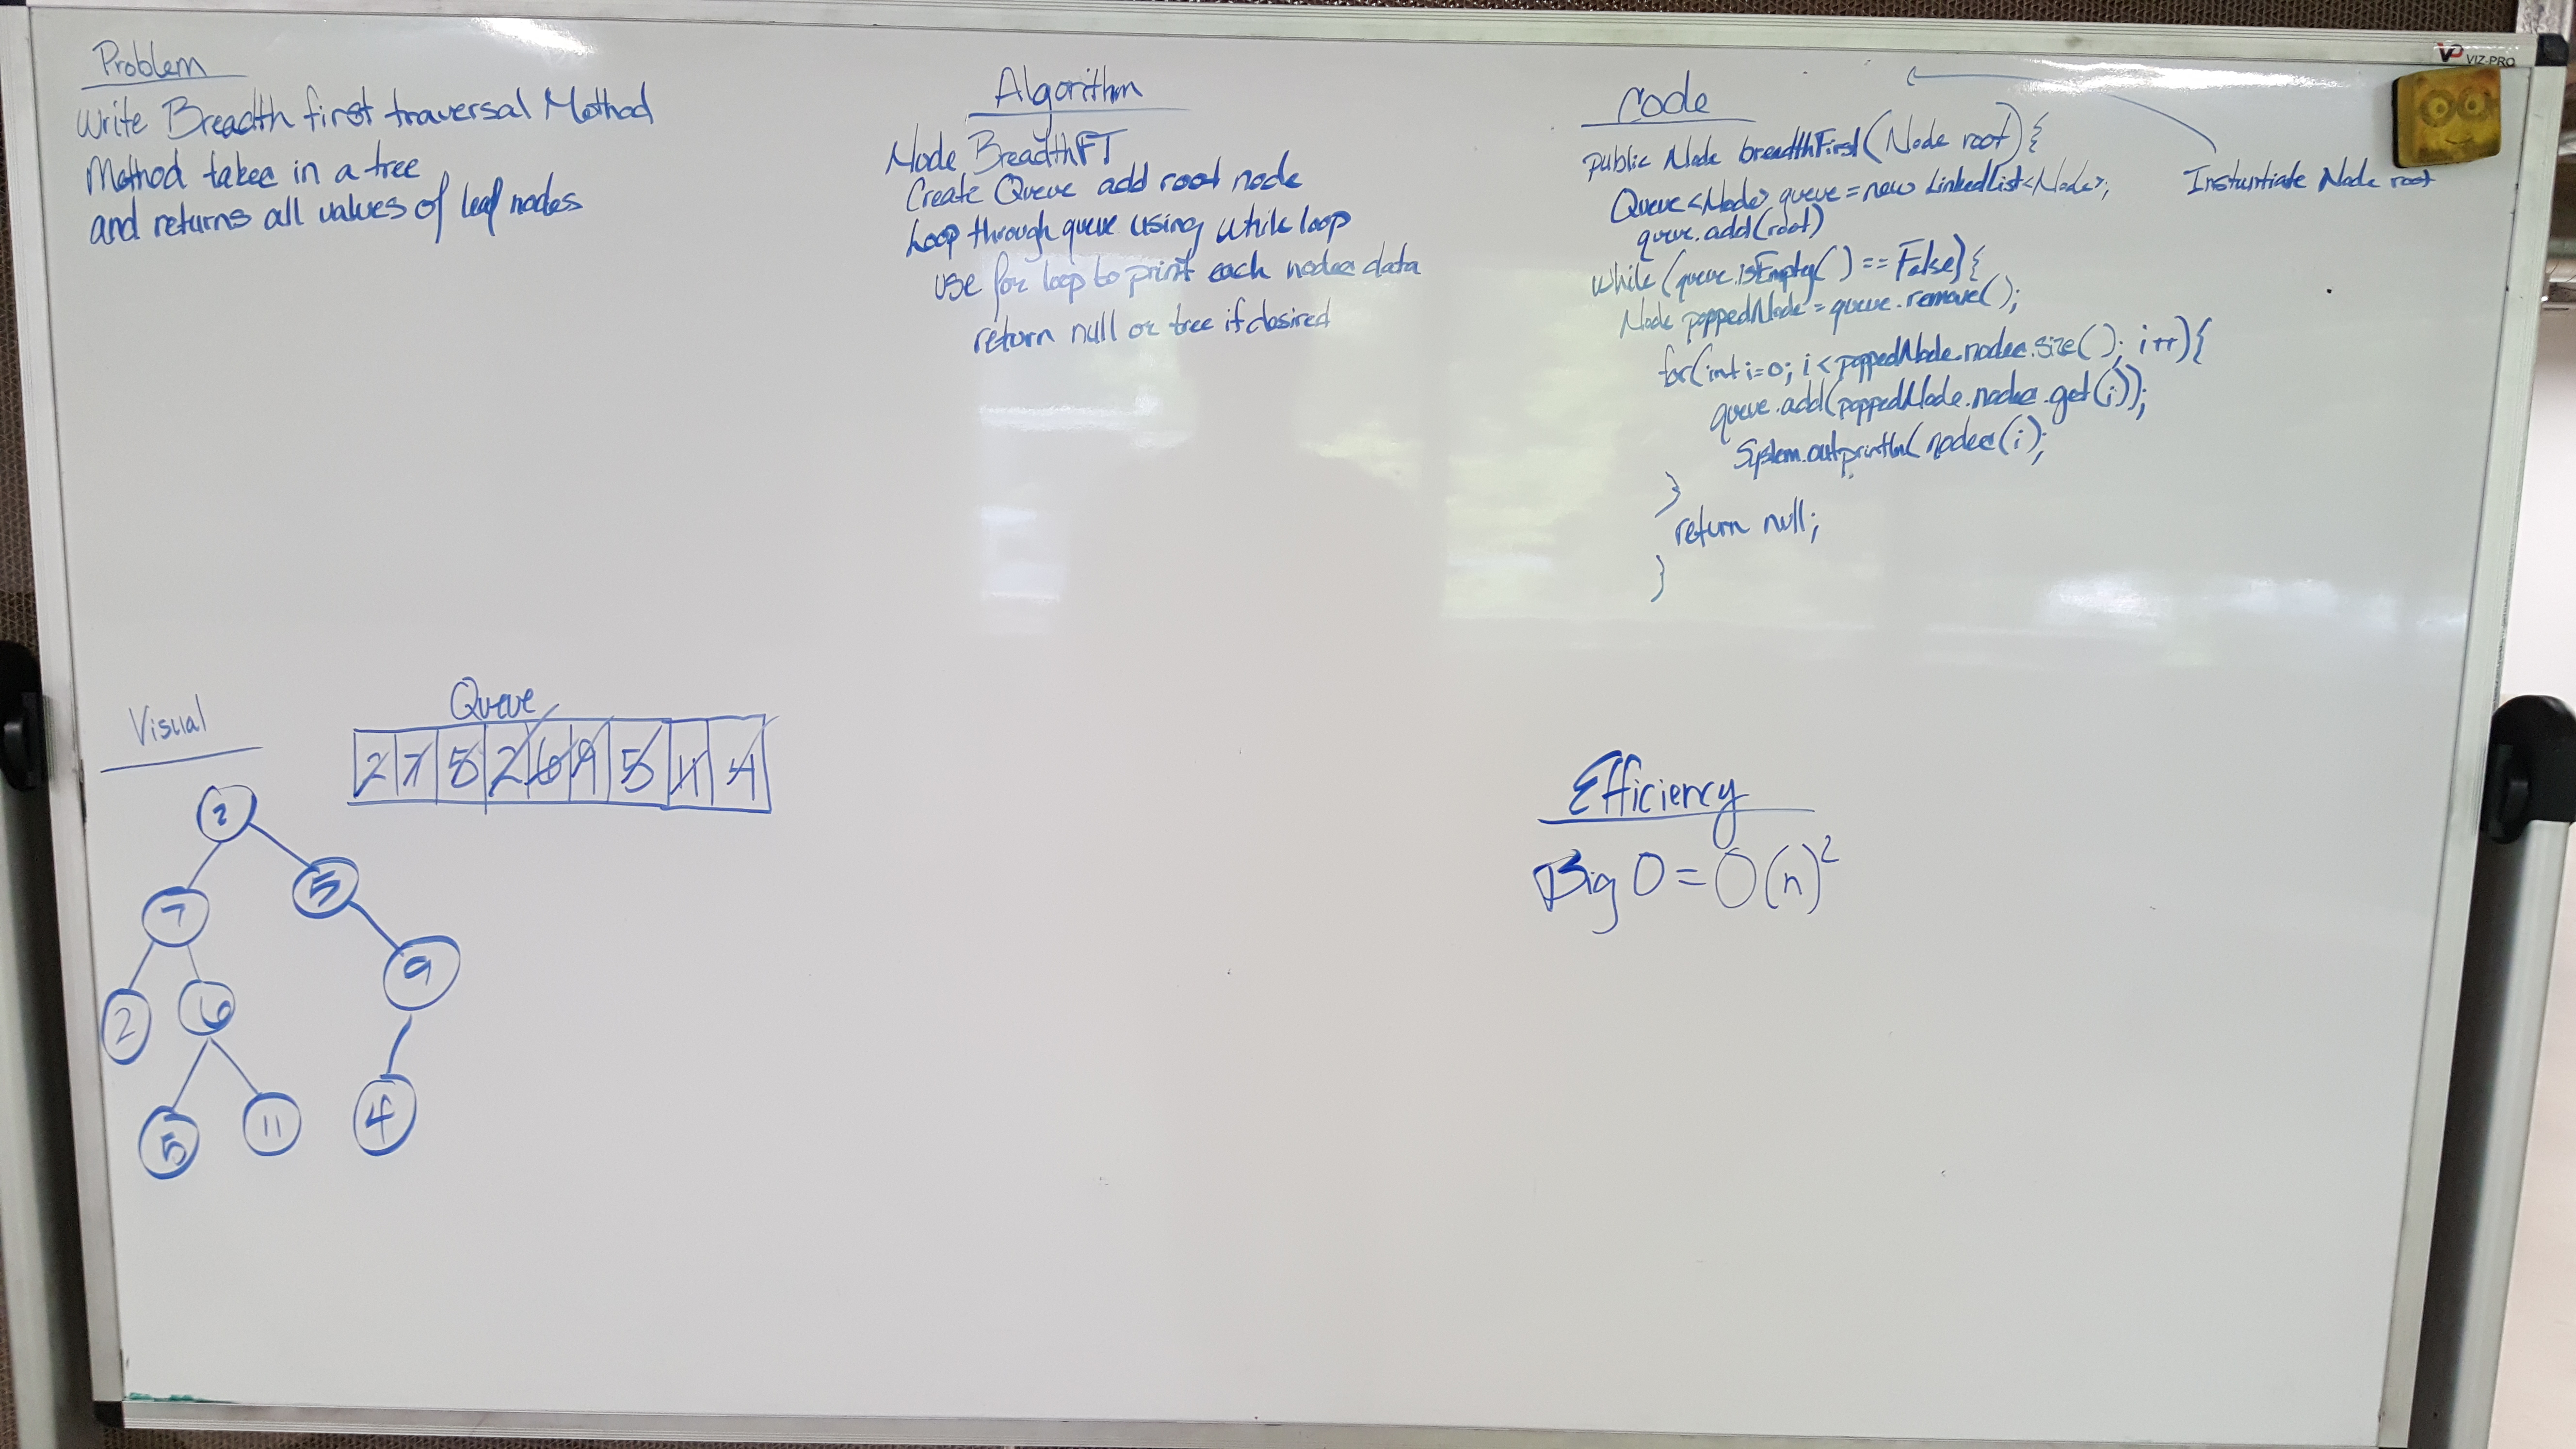 Problem
Write Breadth first traversal Method
Method takes in a tree
and returns all values of leaf nodes
Algorithm
Node BreadthFT
Create Queue add root node
Loop through queue using while loop
use for loop to print each nodes data
return null or tree if desired
Code
public Node breadthFirst(Node root){
Queue<Node> queue = new LinkedList<Node>;
queue.add(root)
while (queue.isEmpty() == False){
Node poppedNode = queue.remove();
for(int i=0; i < poppedNode.nodes.size(); i++){
queue.add(poppedNode.nodes.get(i));
System.out.println(nodes(i);
}
return null;
}
Instuntiate Node root
VIZ-PRO
Visual
Queue
2 7 5 2 6 9 5 11 4
2
7 5
2 6 9
5 11 4
Efficiency
Big O = O(n)²